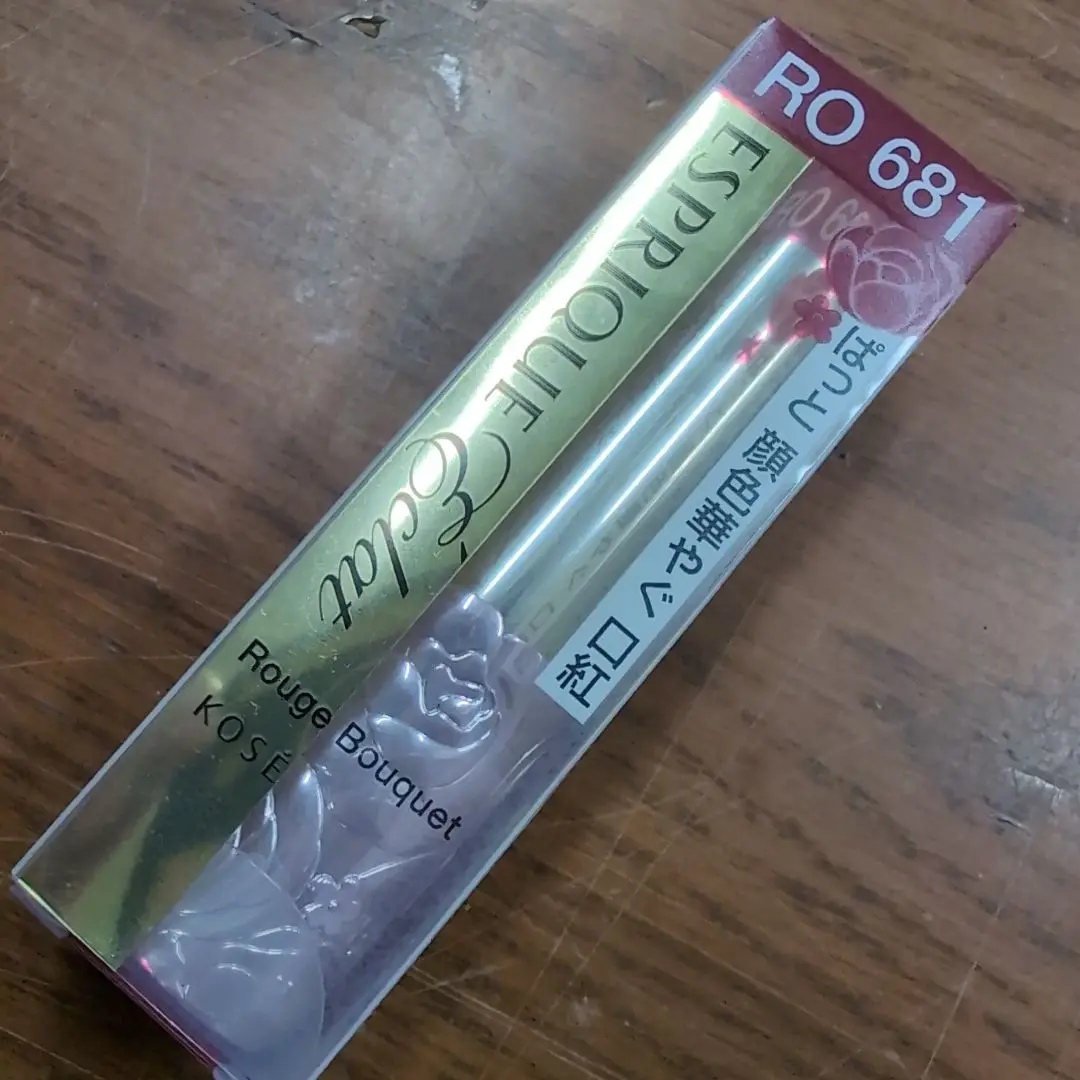 RO 681
ESPRIQUE
Éclat
Rouge Bouquet
KOSÉ
ぱっと 顔色華やぐ 口紅